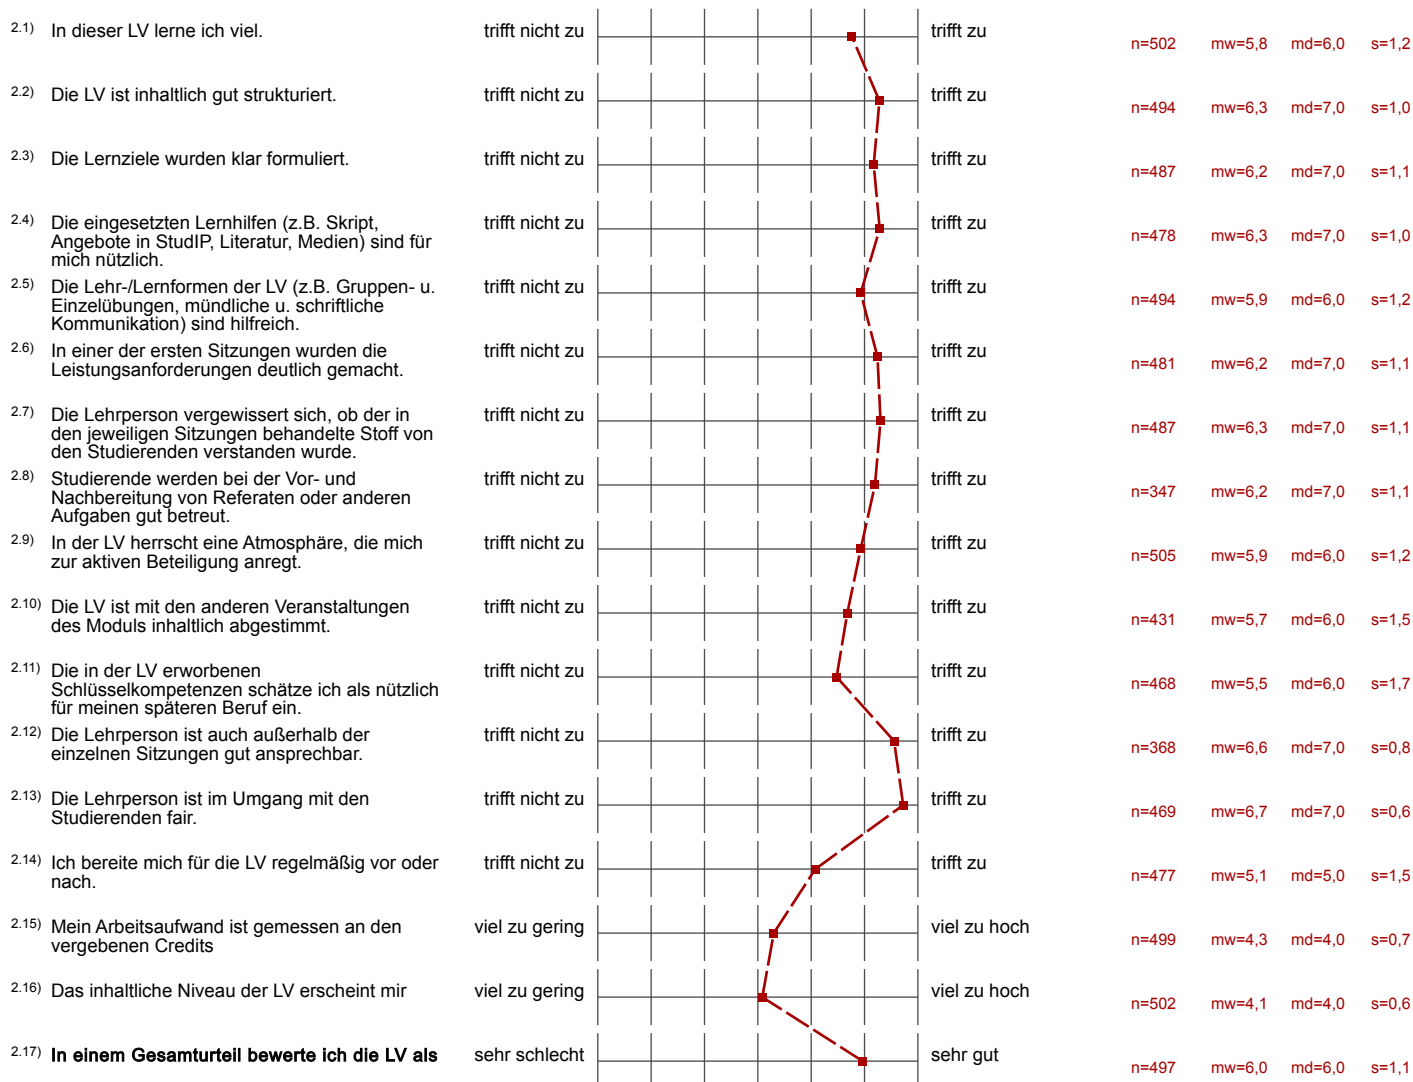 2.1) In dieser LV lerne ich viel. trifft nicht zu trifft zu n=502 mw=5,8 md=6,0 s=1,2
2.2) Die LV ist inhaltlich gut strukturiert. trifft nicht zu trifft zu n=494 mw=6,3 md=7,0 s=1,0
2.3) Die Lernziele wurden klar formuliert. trifft nicht zu trifft zu n=487 mw=6,2 md=7,0 s=1,1
2.4) Die eingesetzten Lernhilfen (z.B. Skript, trifft nicht zu trifft zu n=478 mw=6,3 md=7,0 s=1,0
Angebote in StudIP, Literatur, Medien) sind für
mich nützlich.
2.5) Die Lehr-/Lernformen der LV (z.B. Gruppen- u. trifft nicht zu trifft zu n=494 mw=5,9 md=6,0 s=1,2
Einzelübungen, mündliche u. schriftliche
Kommunikation) sind hilfreich.
2.6) In einer der ersten Sitzungen wurden die trifft nicht zu trifft zu n=481 mw=6,2 md=7,0 s=1,1
Leistungsanforderungen deutlich gemacht.
2.7) Die Lehrperson vergewissert sich, ob der in trifft nicht zu trifft zu n=487 mw=6,3 md=7,0 s=1,1
den jeweiligen Sitzungen behandelte Stoff von
den Studierenden verstanden wurde.
2.8) Studierende werden bei der Vor- und trifft nicht zu trifft zu n=347 mw=6,2 md=7,0 s=1,1
Nachbereitung von Referaten oder anderen
Aufgaben gut betreut.
2.9) In der LV herrscht eine Atmosphäre, die mich trifft nicht zu trifft zu n=505 mw=5,9 md=6,0 s=1,2
zur aktiven Beteiligung anregt.
2.10) Die LV ist mit den anderen Veranstaltungen trifft nicht zu trifft zu n=431 mw=5,7 md=6,0 s=1,5
des Moduls inhaltlich abgestimmt.
2.11) Die in der LV erworbenen trifft nicht zu trifft zu n=468 mw=5,5 md=6,0 s=1,7
Schlüsselkompetenzen schätze ich als nützlich
für meinen späteren Beruf ein.
2.12) Die Lehrperson ist auch außerhalb der trifft nicht zu trifft zu n=368 mw=6,6 md=7,0 s=0,8
einzelnen Sitzungen gut ansprechbar.
2.13) Die Lehrperson ist im Umgang mit den trifft nicht zu trifft zu n=469 mw=6,7 md=7,0 s=0,6
Studierenden fair.
2.14) Ich bereite mich für die LV regelmäßig vor oder trifft nicht zu trifft zu n=477 mw=5,1 md=5,0 s=1,5
nach.
2.15) Mein Arbeitsaufwand ist gemessen an den viel zu gering viel zu hoch n=499 mw=4,3 md=4,0 s=0,7
vergebenen Credits
2.16) Das inhaltliche Niveau der LV erscheint mir viel zu gering viel zu hoch n=502 mw=4,1 md=4,0 s=0,6
2.17) In einem Gesamturteil bewerte ich die LV als sehr schlecht sehr gut n=497 mw=6,0 md=6,0 s=1,1